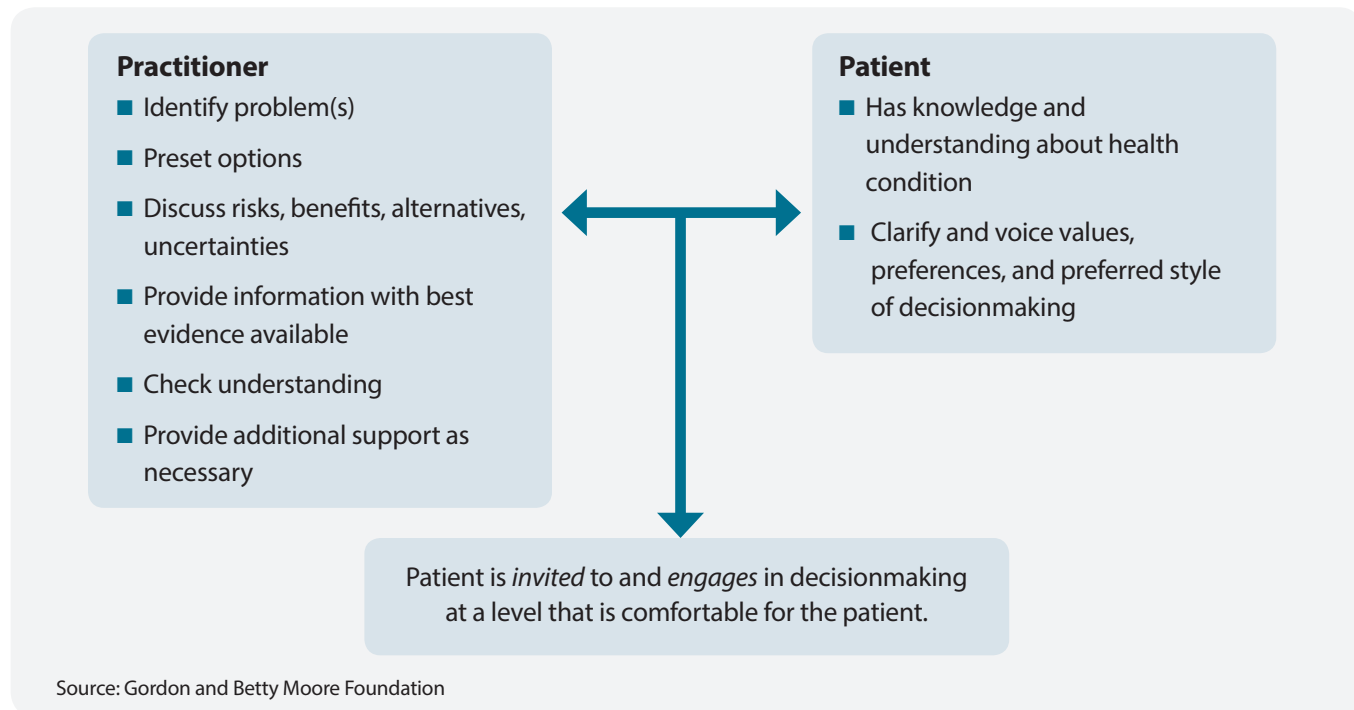 Practitioner
■ Identify problem(s)
■ Preset options
■ Discuss risks, benefits, alternatives,
uncertainties
■ Provide information with best
evidence available
■ Check understanding
■ Provide additional support as
necessary
Patient
■ Has knowledge and
understanding about health
condition
■ Clarify and voice values,
preferences, and preferred style
of decisionmaking
Patient is invited to and engages in decisionmaking
at a level that is comfortable for the patient.
Source: Gordon and Betty Moore Foundation